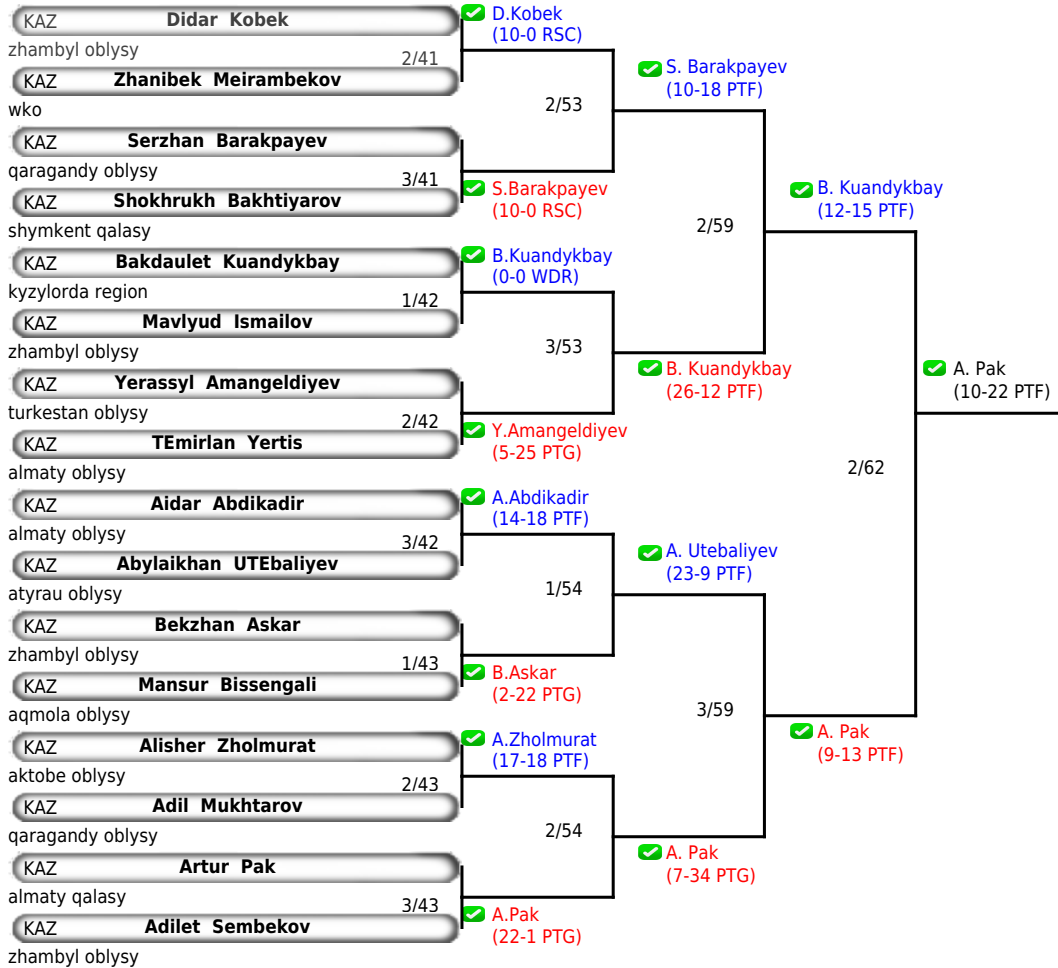 KAZ Didar Kobek
zhambyl oblysy
2/41
KAZ Zhanibek Meirambekov
wko
KAZ Serzhan Barakpayev
qaragandy oblysy
3/41
KAZ Shokhrukh Bakhtiyarov
shymkent qalasy
KAZ Bakdaulet Kuandykbay
kyzylorda region
1/42
KAZ Mavlyud Ismailov
zhambyl oblysy
KAZ Yerassyl Amangeldiyev
turkestan oblysy
2/42
KAZ TEmirlan Yertis
almaty oblysy
KAZ Aidar Abdikadir
almaty oblysy
3/42
KAZ Abylaikhan UTEbaliyev
atyrau oblysy
KAZ Bekzhan Askar
zhambyl oblysy
1/43
KAZ Mansur Bissengali
aqmola oblysy
KAZ Alisher Zholmurat
aktobe oblysy
2/43
KAZ Adil Mukhtarov
qaragandy oblysy
KAZ Artur Pak
almaty qalasy
3/43
KAZ Adilet Sembekov
zhambyl oblysy
D.Kobek
(10-0 RSC)
2/53
S.Barakpayev
(10-0 RSC)
B.Kuandykbay
(0-0 WDR)
3/53
Y.Amangeldiyev
(5-25 PTG)
A.Abdikadir
(14-18 PTF)
1/54
B.Askar
(2-22 PTG)
A.Zholmurat
(17-18 PTF)
2/54
A.Pak
(22-1 PTG)
S. Barakpayev
(10-18 PTF)
2/59
B. Kuandykbay
(26-12 PTF)
A. Utebaliyev
(23-9 PTF)
3/59
A. Pak
(7-34 PTG)
B. Kuandykbay
(12-15 PTF)
2/62
A. Pak
(9-13 PTF)
A. Pak
(10-22 PTF)